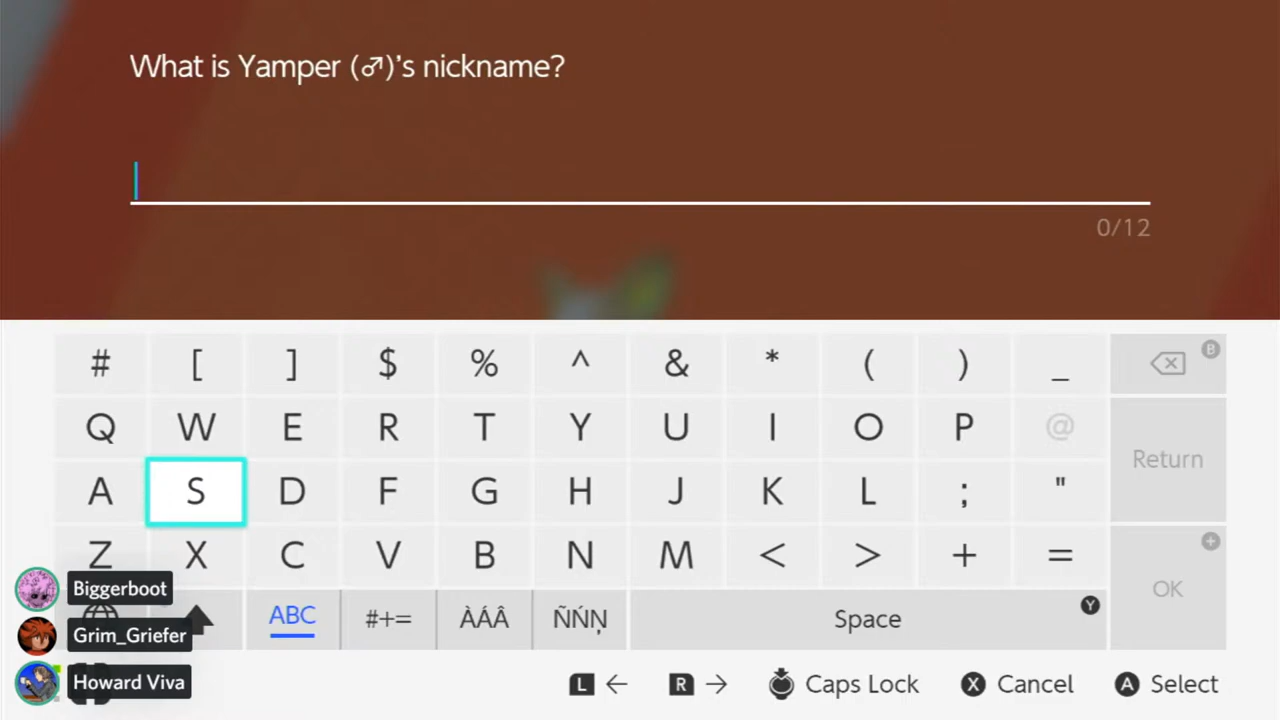 What is Yamper (♂)'s nickname?
0/12
# [ ] $ % ^ & * ( ) _ B
Q W E R T Y U I O P @
A S D F G H J K L ; " Return
Z X C V B N M < > + = +
Biggerboot
OK
ABC #+= ÀÁÂ ÑŃŅ Space Y
Grim_Griefer
Howard Viva
L ← R → Caps Lock X Cancel A Select